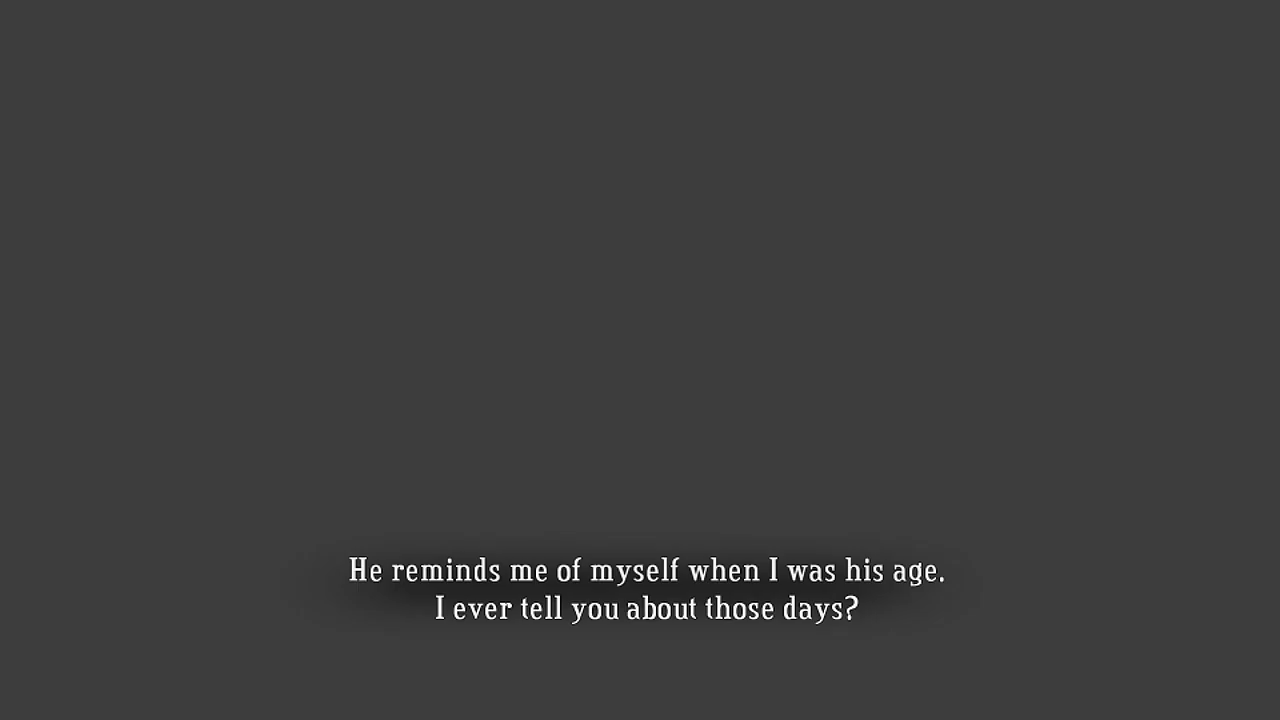 He reminds me of myself when I was his age.
I ever tell you about those days?